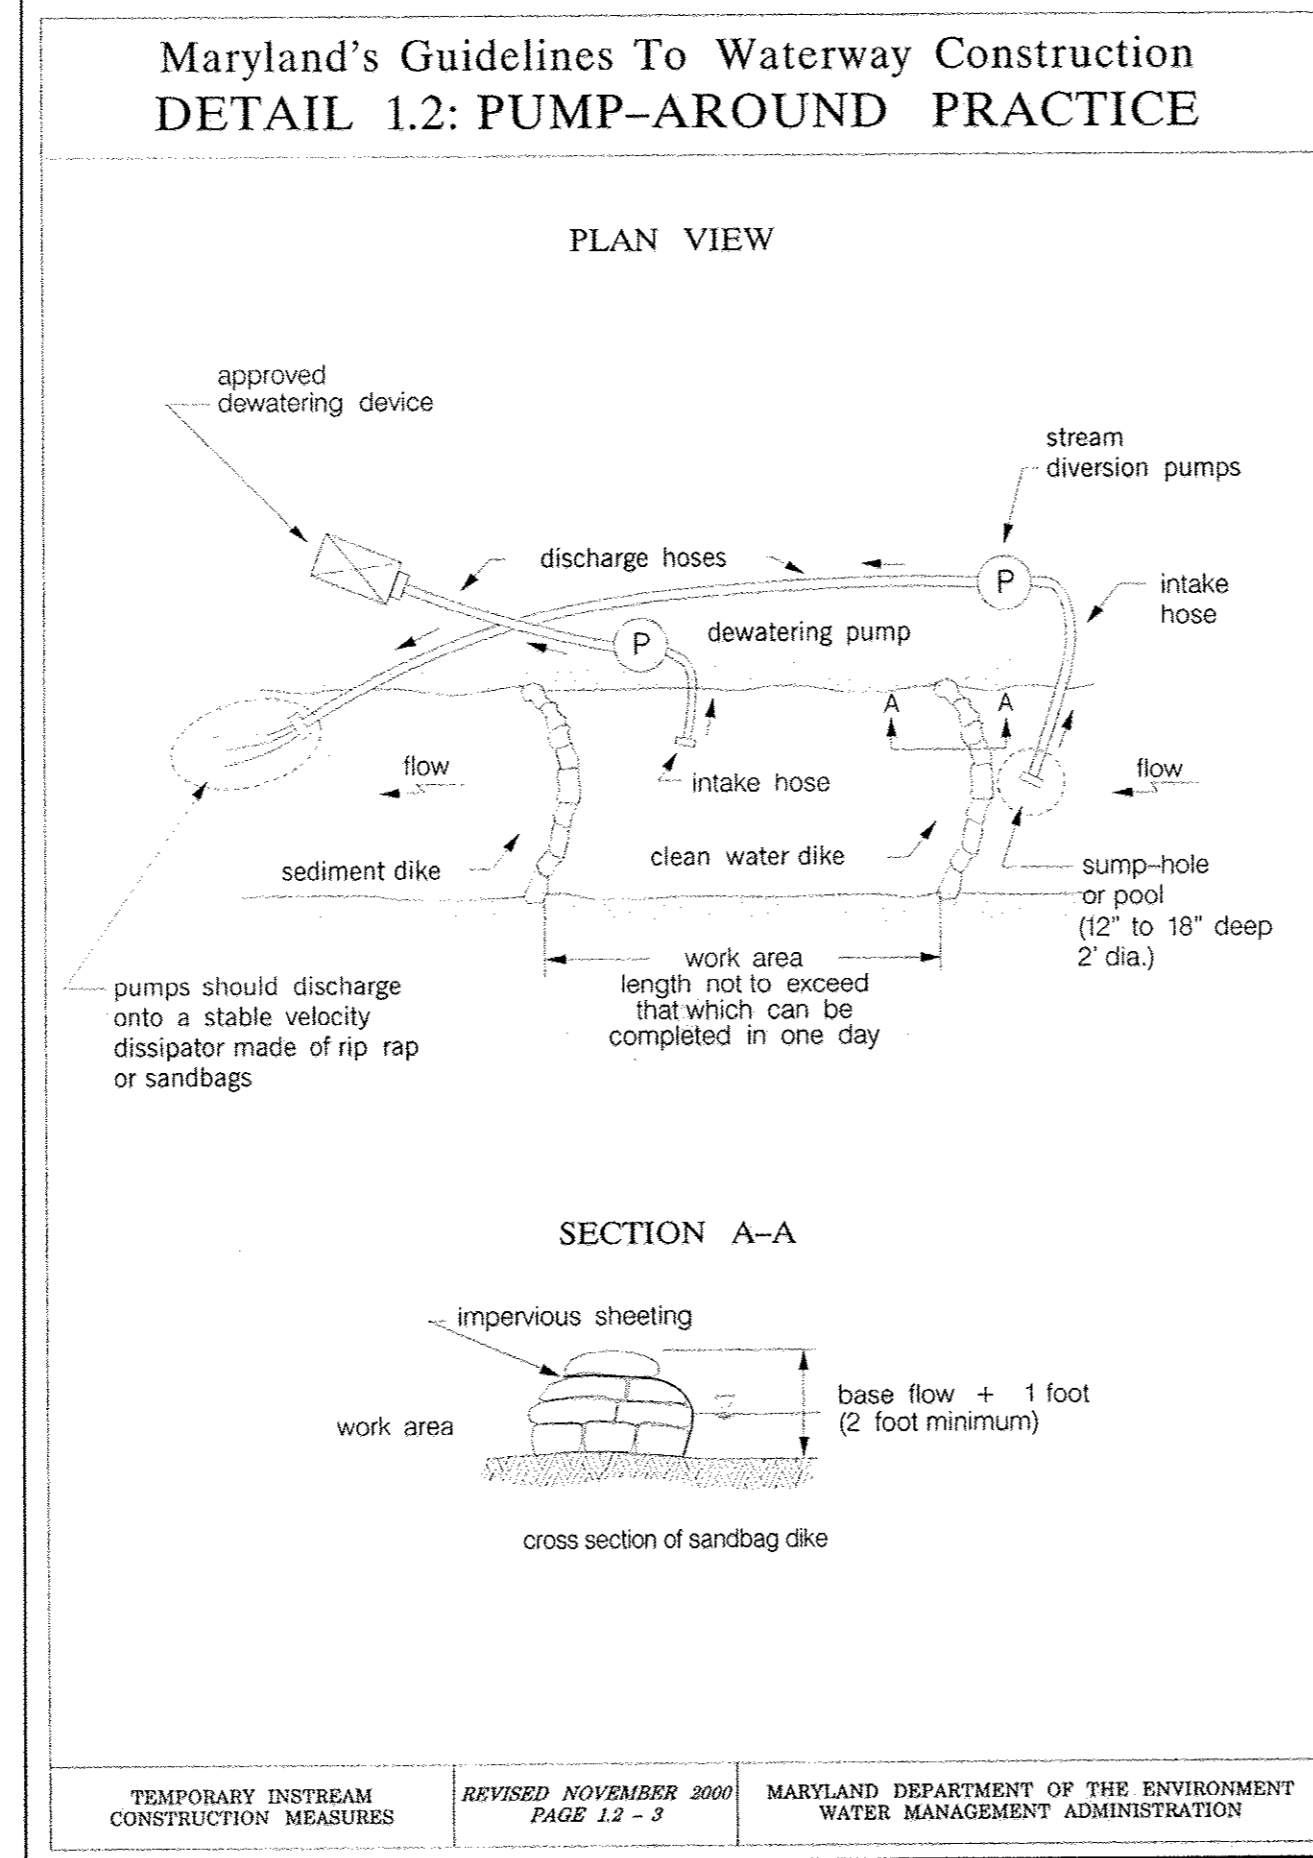 Maryland's Guidelines To Waterway Construction
DETAIL 1.2: PUMP–AROUND PRACTICE
PLAN VIEW
approved
dewatering device
stream
diversion pumps
discharge hoses
P
intake
hose
P
dewatering pump
A
A
flow
intake hose
flow
sediment dike
clean water dike
sump–hole
or pool
(12" to 18" deep
2' dia.)
work area
length not to exceed
that which can be
completed in one day
pumps should discharge
onto a stable velocity
dissipator made of rip rap
or sandbags
SECTION A–A
impervious sheeting
base flow + 1 foot
(2 foot minimum)
work area
cross section of sandbag dike
TEMPORARY INSTREAM
CONSTRUCTION MEASURES
REVISED NOVEMBER 2000
PAGE 1.2 – 3
MARYLAND DEPARTMENT OF THE ENVIRONMENT
WATER MANAGEMENT ADMINISTRATION